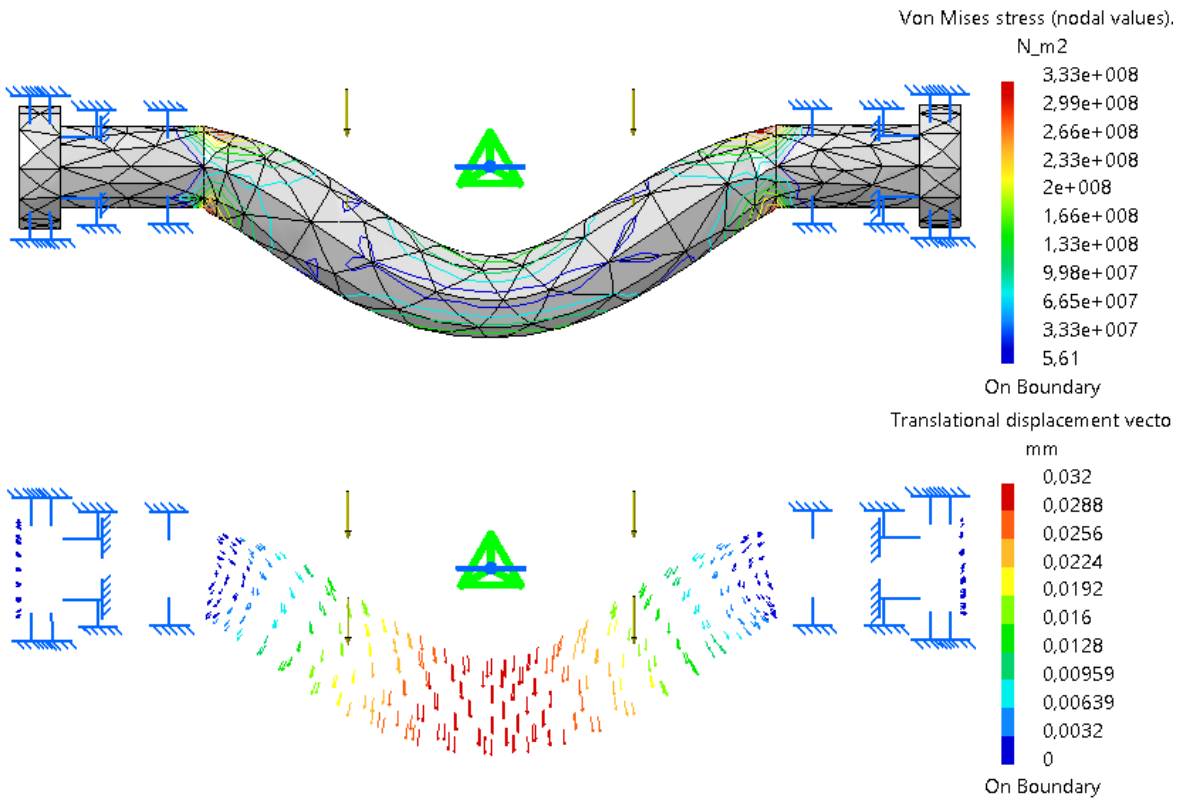 Von Mises stress (nodal values).
N_m2
3,33e+008
2,99e+008
2,66e+008
2,33e+008
2e+008
1,66e+008
1,33e+008
9,98e+007
6,65e+007
3,33e+007
5,61
On Boundary
Translational displacement vecto
mm
0,032
0,0288
0,0256
0,0224
0,0192
0,016
0,0128
0,00959
0,00639
0,0032
0
On Boundary